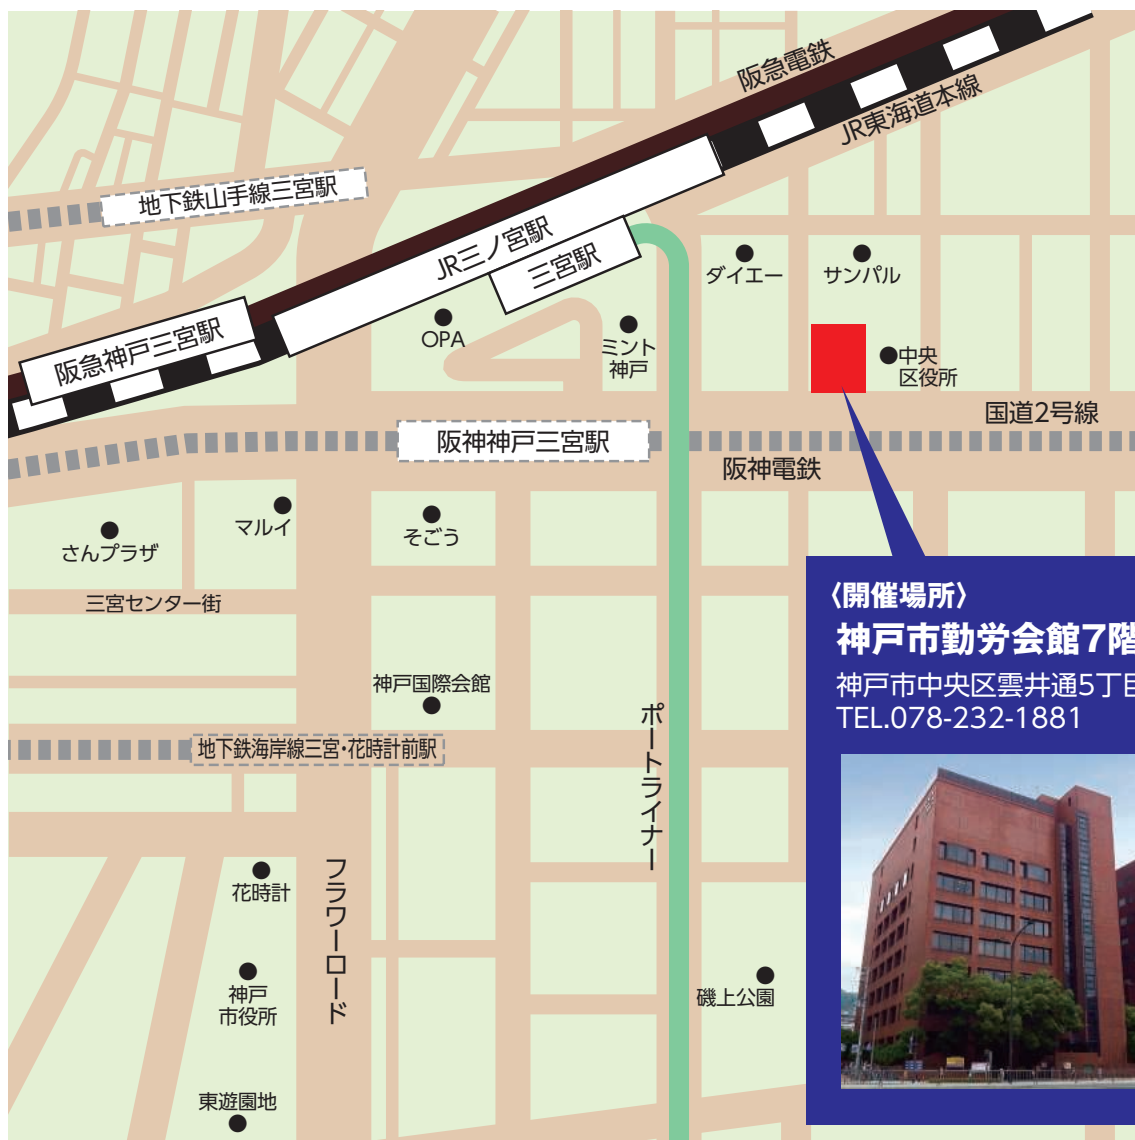 阪急電鉄
JR東海道本線
地下鉄山手線三宮駅
JR三ノ宮駅
三宮駅
ダイエー
サンパル
阪急神戸三宮駅
OPA
ミント
神戸
中央
区役所
国道2号線
阪神神戸三宮駅
阪神電鉄
マルイ
そごう
さんプラザ
三宮センター街
〈開催場所〉
神戸市勤労会館7階
神戸市中央区雲井通5丁目
TEL.078-232-1881
神戸国際会館
ポートライナー
地下鉄海岸線三宮・花時計前駅
フラワーロード
花時計
神戸
市役所
磯上公園
東遊園地